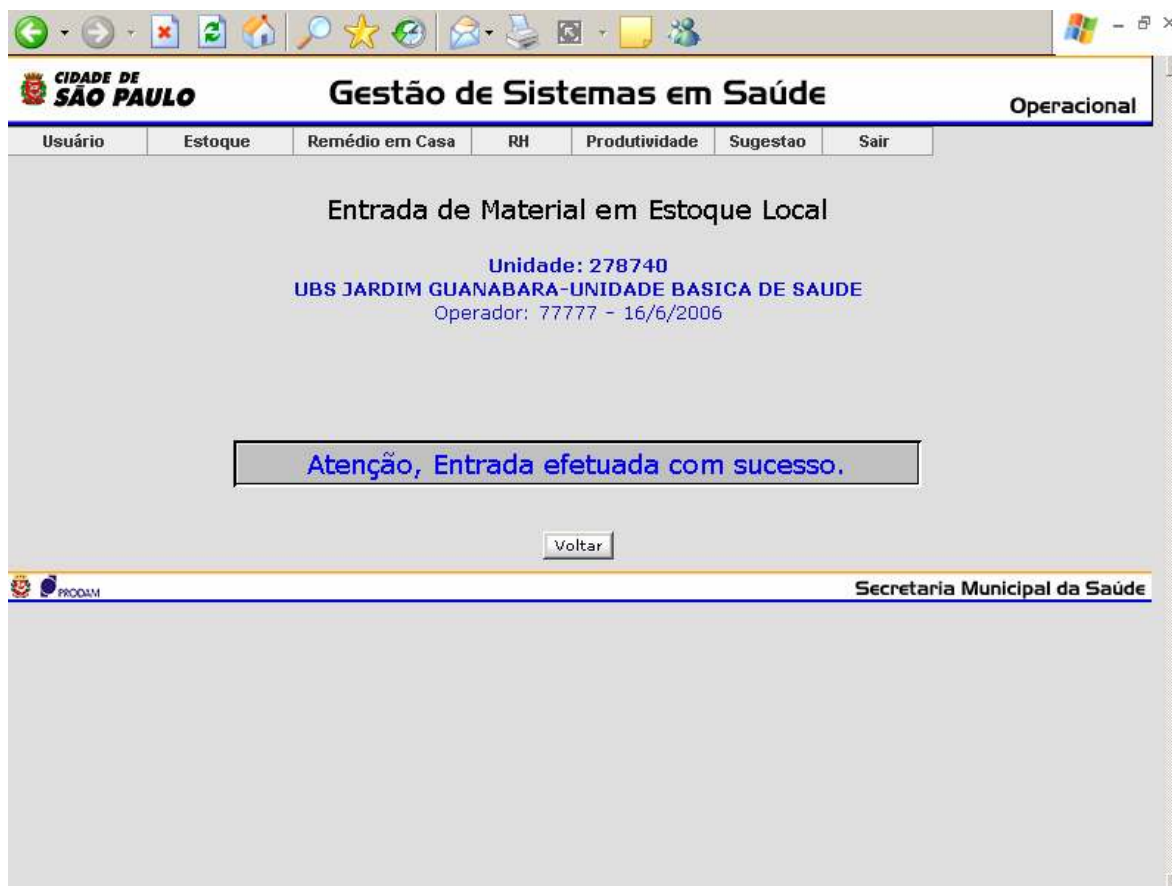 CIDADE DE
SÃO PAULO
Gestão de Sistemas em Saúde
Operacional
Usuário Estoque Remédio em Casa RH Produtividade Sugestao Sair
Entrada de Material em Estoque Local
Unidade: 278740
UBS JARDIM GUANABARA-UNIDADE BASICA DE SAUDE
Operador: 77777 - 16/6/2006
Atenção, Entrada efetuada com sucesso.
Voltar
PRODAM
Secretaria Municipal da Saúde